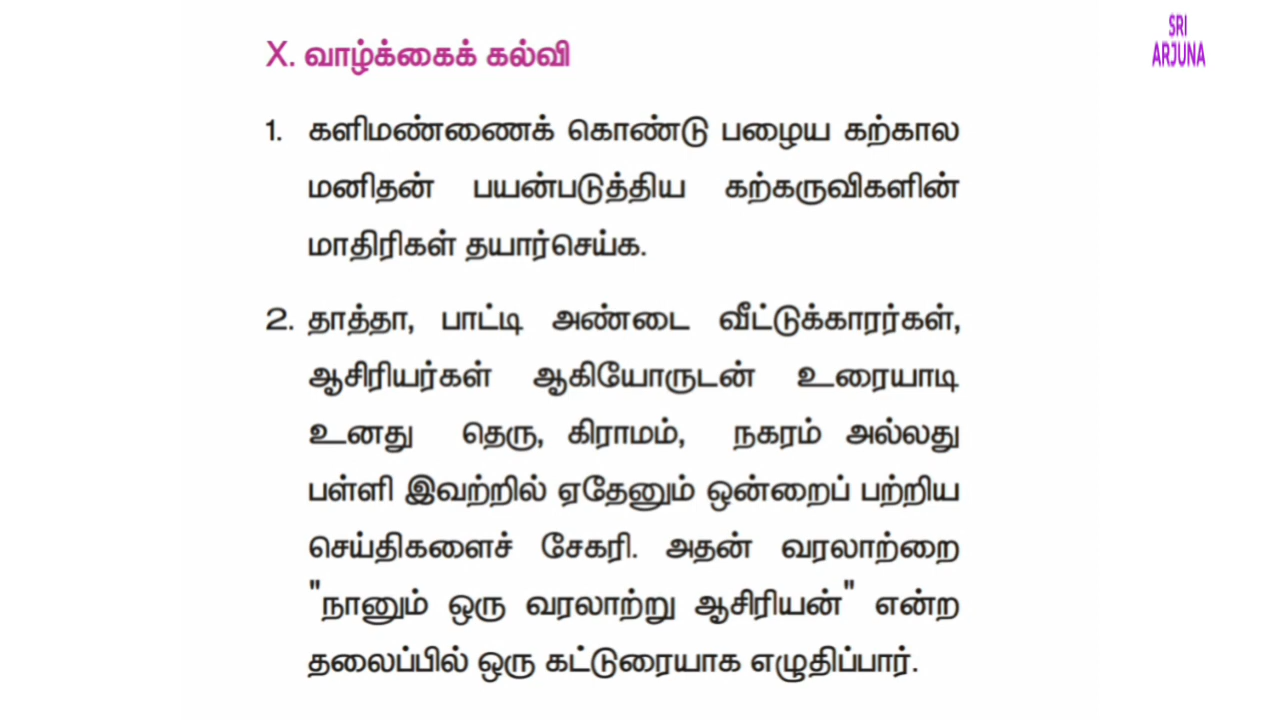 SRI
ARJUNA
X. வாழ்க்கைக் கல்வி
1. களிமண்ணைக் கொண்டு பழைய கற்கால
மனிதன் பயன்படுத்திய கற்கருவிகளின்
மாதிரிகள் தயார்செய்க.
2. தாத்தா, பாட்டி அண்டை வீட்டுக்காரர்கள்,
ஆசிரியர்கள் ஆகியோருடன் உரையாடி
உனது தெரு, கிராமம், நகரம் அல்லது
பள்ளி இவற்றில் ஏதேனும் ஒன்றைப் பற்றிய
செய்திகளைச் சேகரி. அதன் வரலாற்றை
"நானும் ஒரு வரலாற்று ஆசிரியன்" என்ற
தலைப்பில் ஒரு கட்டுரையாக எழுதிப்பார்.